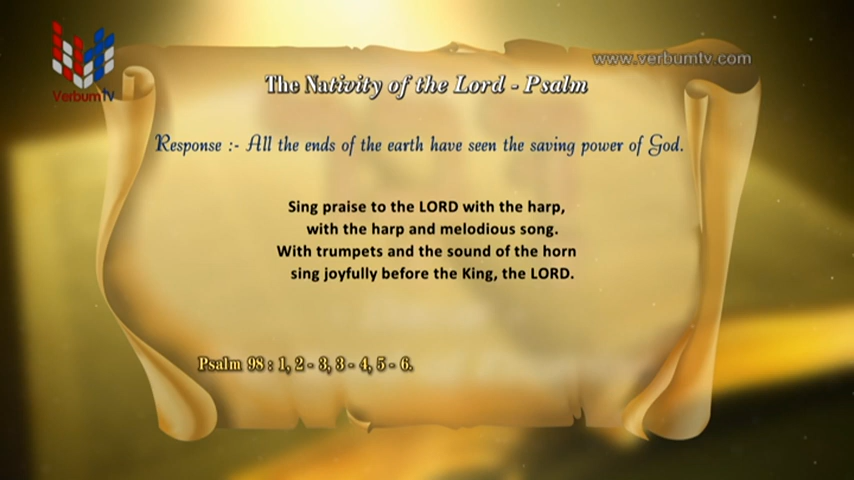 VerbumTV
www.verbumtv.com
The Nativity of the Lord - Psalm
Response :- All the ends of the earth have seen the saving power of God.
Sing praise to the LORD with the harp,
with the harp and melodious song.
With trumpets and the sound of the horn
sing joyfully before the King, the LORD.
Psalm 98 : 1, 2 - 3, 3 - 4, 5 - 6.